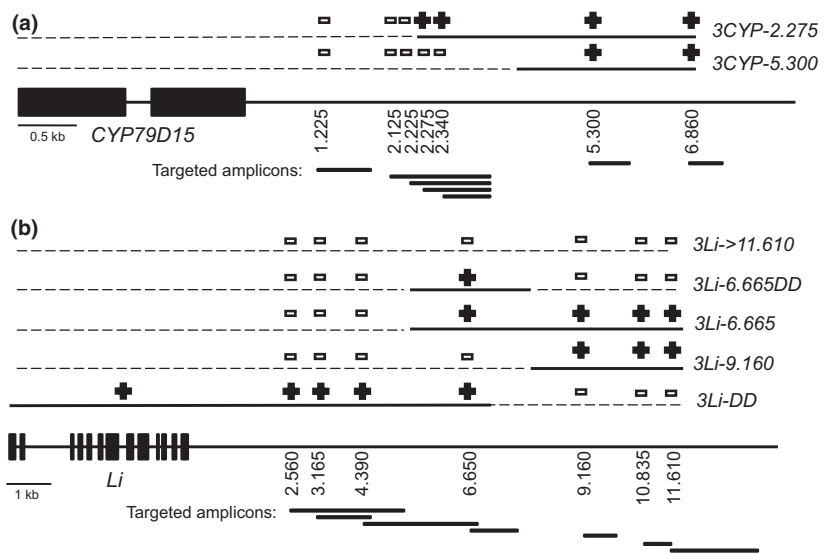 (a)
3CYP-2.275
3CYP-5.300
0.5 kb
CYP79D15
1.225
2.125
2.225
2.275
2.340
5.300
6.860
Targeted amplicons:
(b)
3Li->11.610
3Li-6.665DD
3Li-6.665
3Li-9.160
3Li-DD
1 kb
Li
2.560
3.165
4.390
6.650
9.160
10.835
11.610
Targeted amplicons: